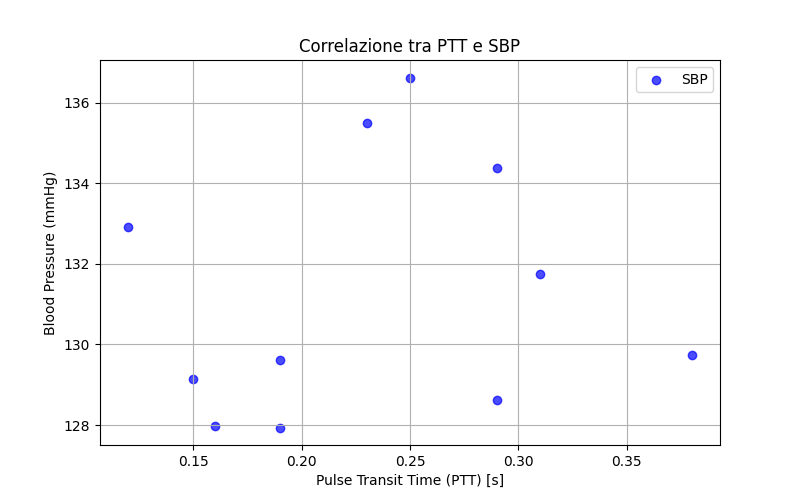 Correlazione tra PTT e SBP
SBP
Blood Pressure (mmHg)
136
134
132
130
128
0.15 0.20 0.25 0.30 0.35
Pulse Transit Time (PTT) [s]